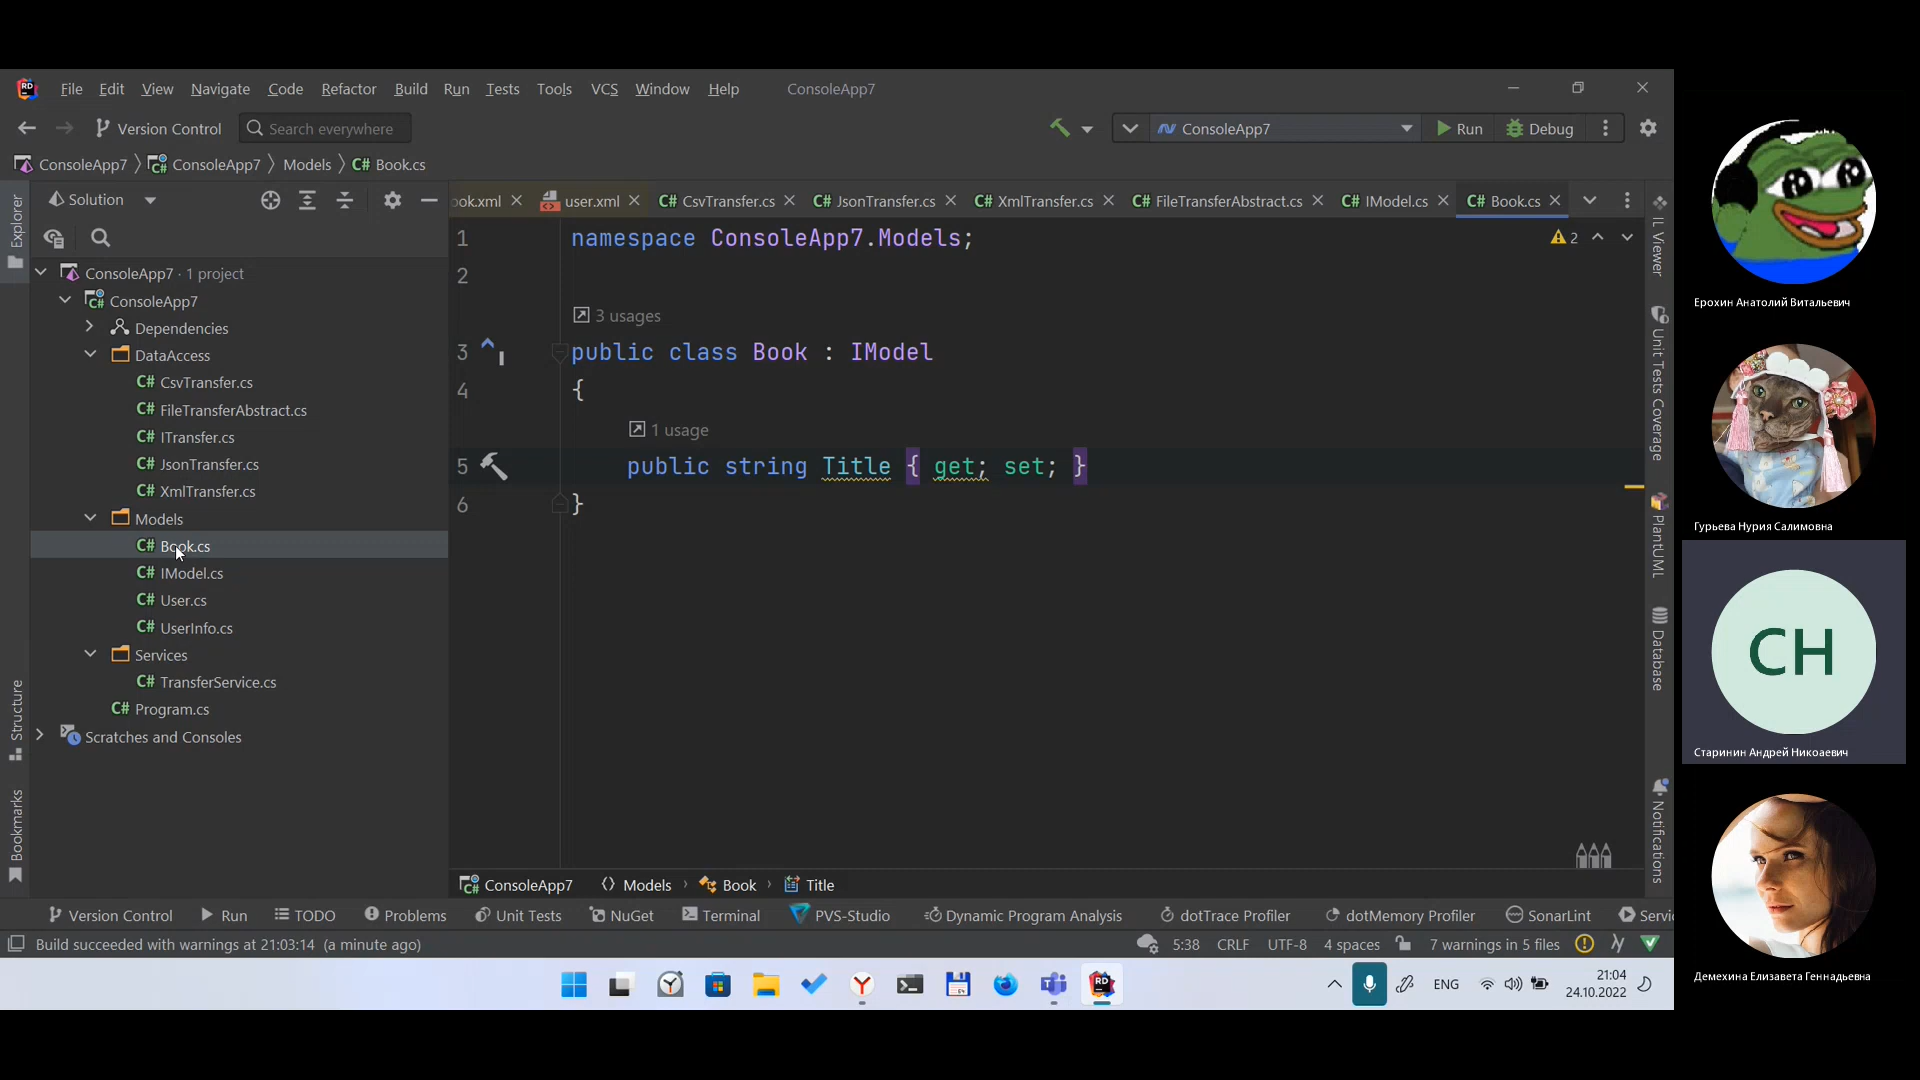 File Edit View Navigate Code Refactor Build Run Tests Tools VCS Window Help ConsoleApp7
Version Control Search everywhere ConsoleApp7 Run Debug
ConsoleApp7 ConsoleApp7 Models C# Book.cs
Solution
ook.xml user.xml C# CsvTransfer.cs C# JsonTransfer.cs C# XmlTransfer.cs C# FileTransferAbstract.cs C# IModel.cs C# Book.cs
Explorer
Structure
Bookmarks
ConsoleApp7 · 1 project
ConsoleApp7
Dependencies
DataAccess
C# CsvTransfer.cs
C# FileTransferAbstract.cs
C# ITransfer.cs
C# JsonTransfer.cs
C# XmlTransfer.cs
Models
C# Book.cs
C# IModel.cs
C# User.cs
C# UserInfo.cs
Services
C# TransferService.cs
C# Program.cs
Scratches and Consoles
1 namespace ConsoleApp7.Models;
2
2
3 usages
3 public class Book : IModel
4 {
1 usage
5 public string Title { get; set; }
6 }
IL Viewer
Unit Tests Coverage
PlantUML
Database
Notifications
ConsoleApp7 Models Book Title
Version Control Run TODO Problems Unit Tests NuGet Terminal PVS-Studio Dynamic Program Analysis dotTrace Profiler dotMemory Profiler SonarLint Servi
Build succeeded with warnings at 21:03:14 (a minute ago) 5:38 CRLF UTF-8 4 spaces 7 warnings in 5 files
ENG 21:04
24.10.2022
Ерохин Анатолий Витальевич
Гурьева Нурия Салимовна
СН
Старинин Андрей Никоаевич
Демехина Елизавета Геннадьевна